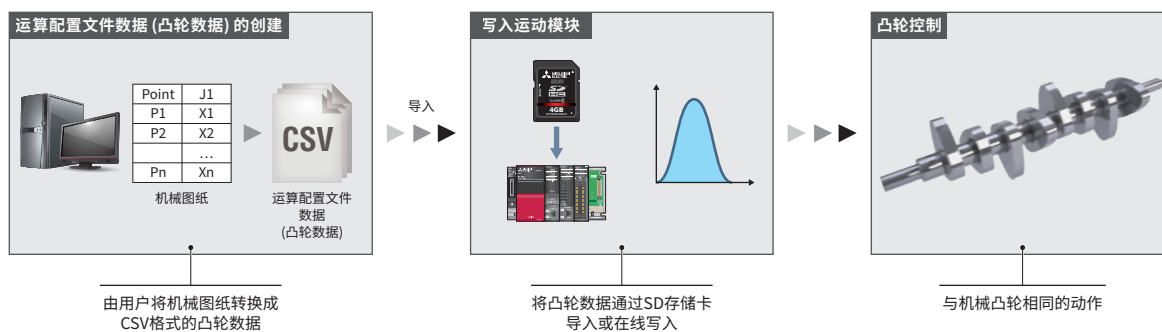 运算配置文件数据 (凸轮数据) 的创建
Point J1
P1 X1
P2 X2
…
Pn Xn
机械图纸
CSV
运算配置文件
数据
(凸轮数据)
由用户将机械图纸转换成
CSV格式的凸轮数据
导入
写入运动模块
MITSUBISHI
ELECTRIC
SD
HC
4GB
将凸轮数据通过SD存储卡
导入或在线写入
凸轮控制
与机械凸轮相同的动作